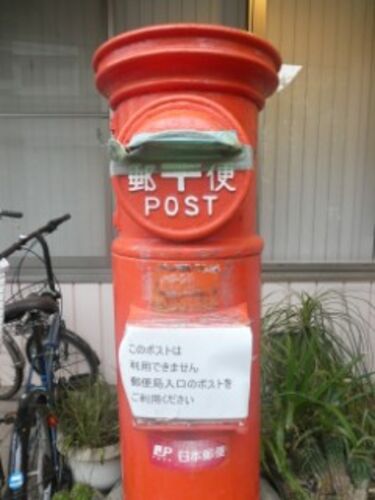 郵〒便
POST
このポストは
利用できません
郵便局入口のポストを
ご利用ください
JP 日本郵便